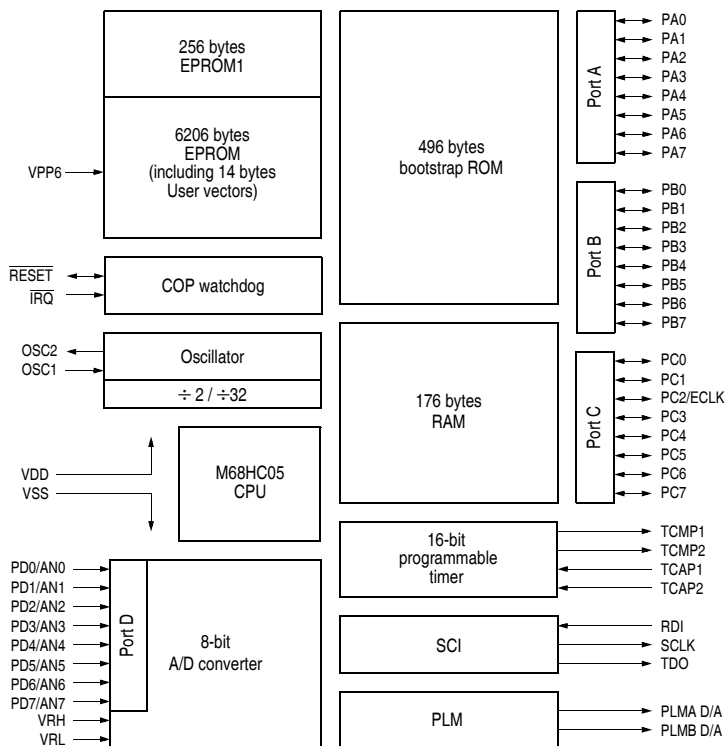 256 bytes
EPROM1
6206 bytes
EPROM
(including 14 bytes
User vectors)
VPP6
496 bytes
bootstrap ROM
Port A
PA0
PA1
PA2
PA3
PA4
PA5
PA6
PA7
Port B
PB0
PB1
PB2
PB3
PB4
PB5
PB6
PB7
RESET
IRQ
COP watchdog
OSC2
OSC1
Oscillator
÷ 2 / ÷32
176 bytes
RAM
Port C
PC0
PC1
PC2/ECLK
PC3
PC4
PC5
PC6
PC7
VDD
VSS
M68HC05
CPU
16-bit
programmable
timer
TCMP1
TCMP2
TCAP1
TCAP2
PD0/AN0
PD1/AN1
PD2/AN2
PD3/AN3
PD4/AN4
PD5/AN5
PD6/AN6
PD7/AN7
VRH
VRL
Port D
8-bit
A/D converter
SCI
RDI
SCLK
TDO
PLM
PLMA D/A
PLMB D/A